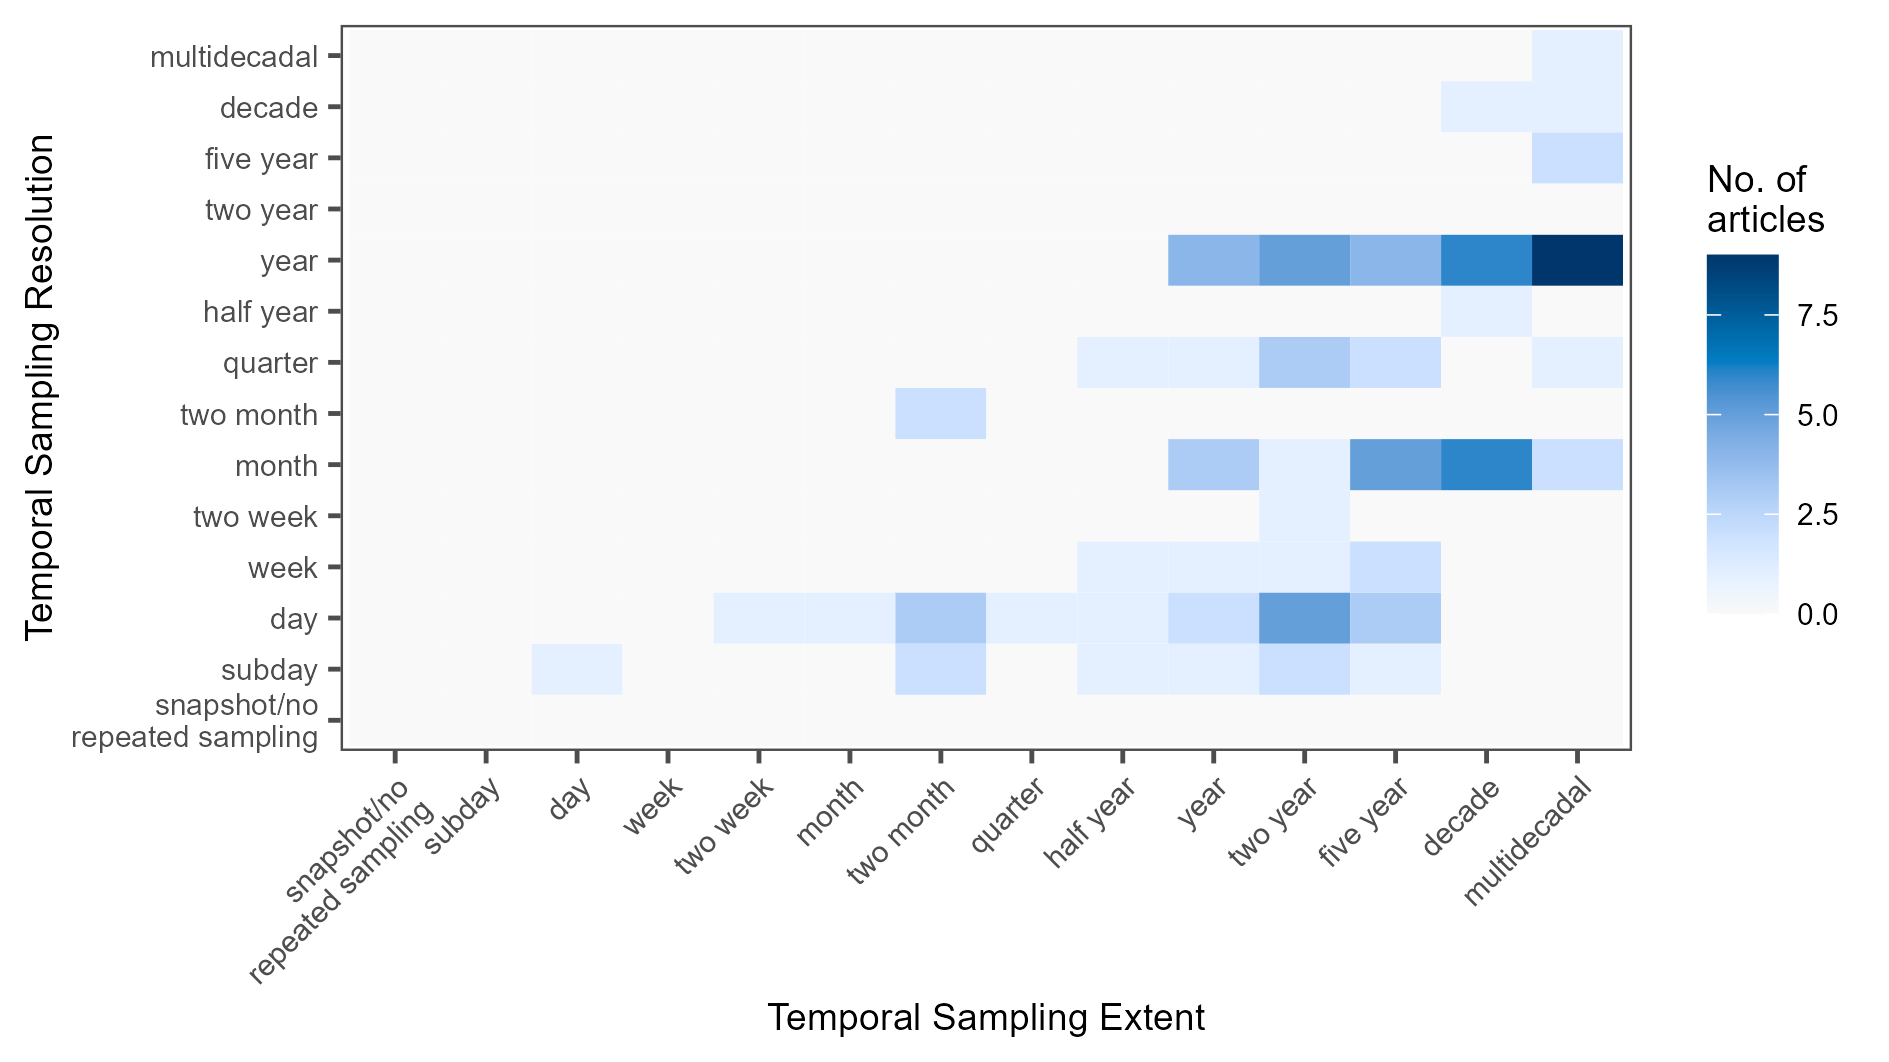 Temporal Sampling Resolution
multidecadal
decade
five year
two year
year
half year
quarter
two month
month
two week
week
day
subday
snapshot/no
repeated sampling
snapshot/no
repeated sampling
subday
day
week
two week
month
two month
quarter
half year
year
two year
five year
decade
multidecadal
Temporal Sampling Extent
No. of
articles
7.5
5.0
2.5
0.0